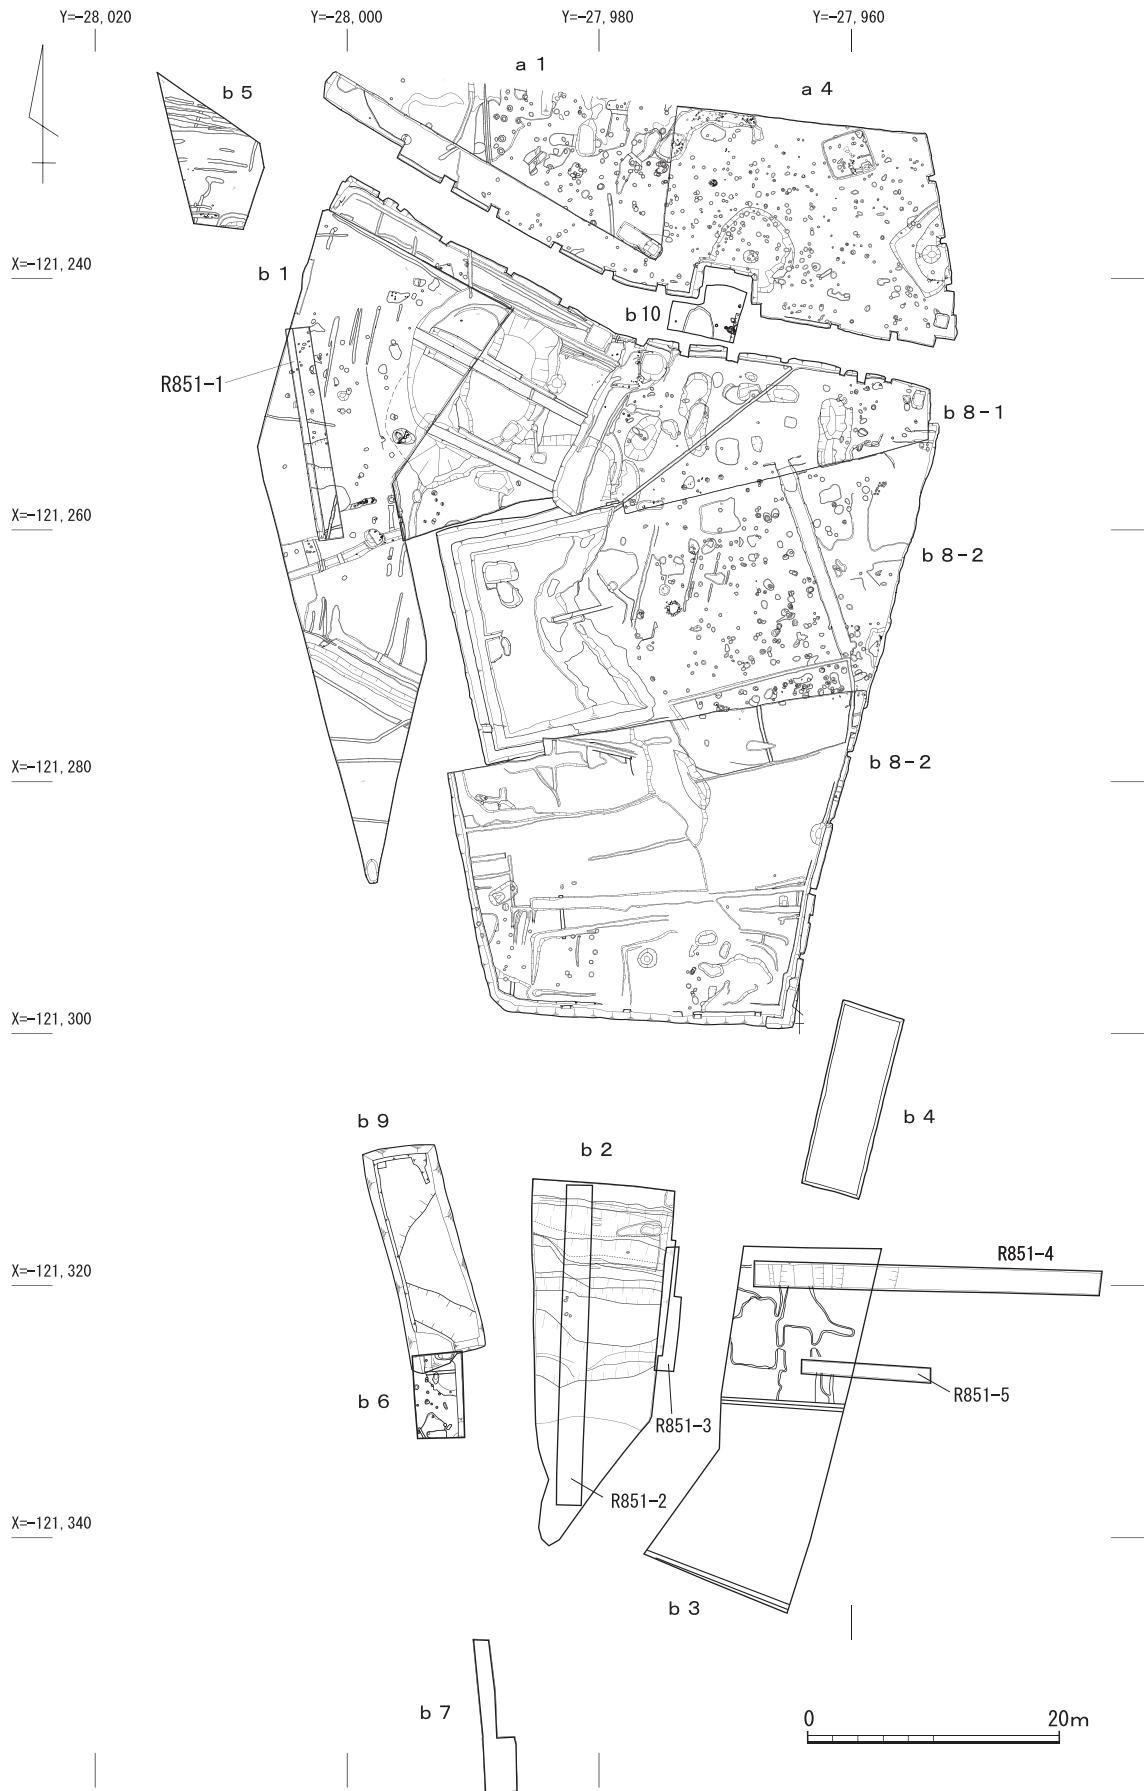 Y=-28,020
Y=-28,000
Y=-27,980
Y=-27,960
a 1
a 4
b 5
X=-121,240
b 1
b 10
R851-1
b 8-1
X=-121,260
b 8-2
X=-121,280
b 8-2
X=-121,300
b 4
b 9
b 2
R851-4
X=-121,320
R851-5
b 6
R851-3
R851-2
X=-121,340
b 3
b 7
0
20m